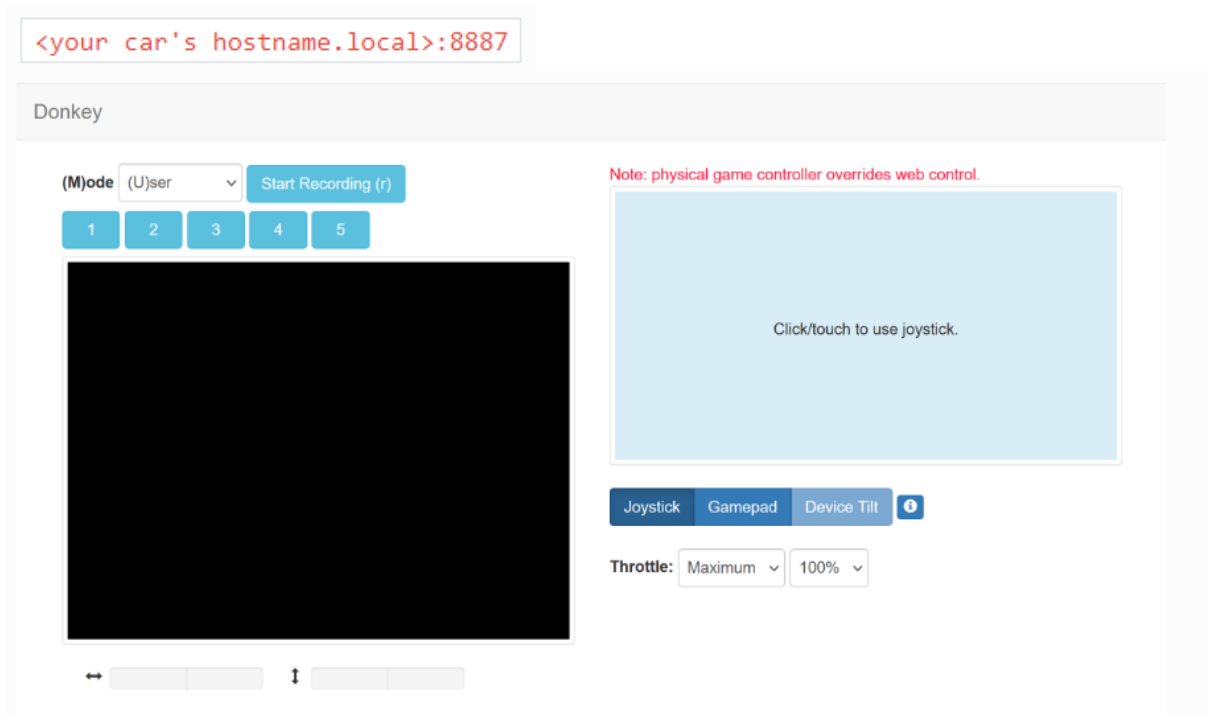 <your car's hostname.local>:8887
Donkey
(M)ode (U)ser Start Recording (r)
1 2 3 4 5
Note: physical game controller overrides web control.
Click/touch to use joystick.
Joystick Gamepad Device Tilt
Throttle: Maximum 100%